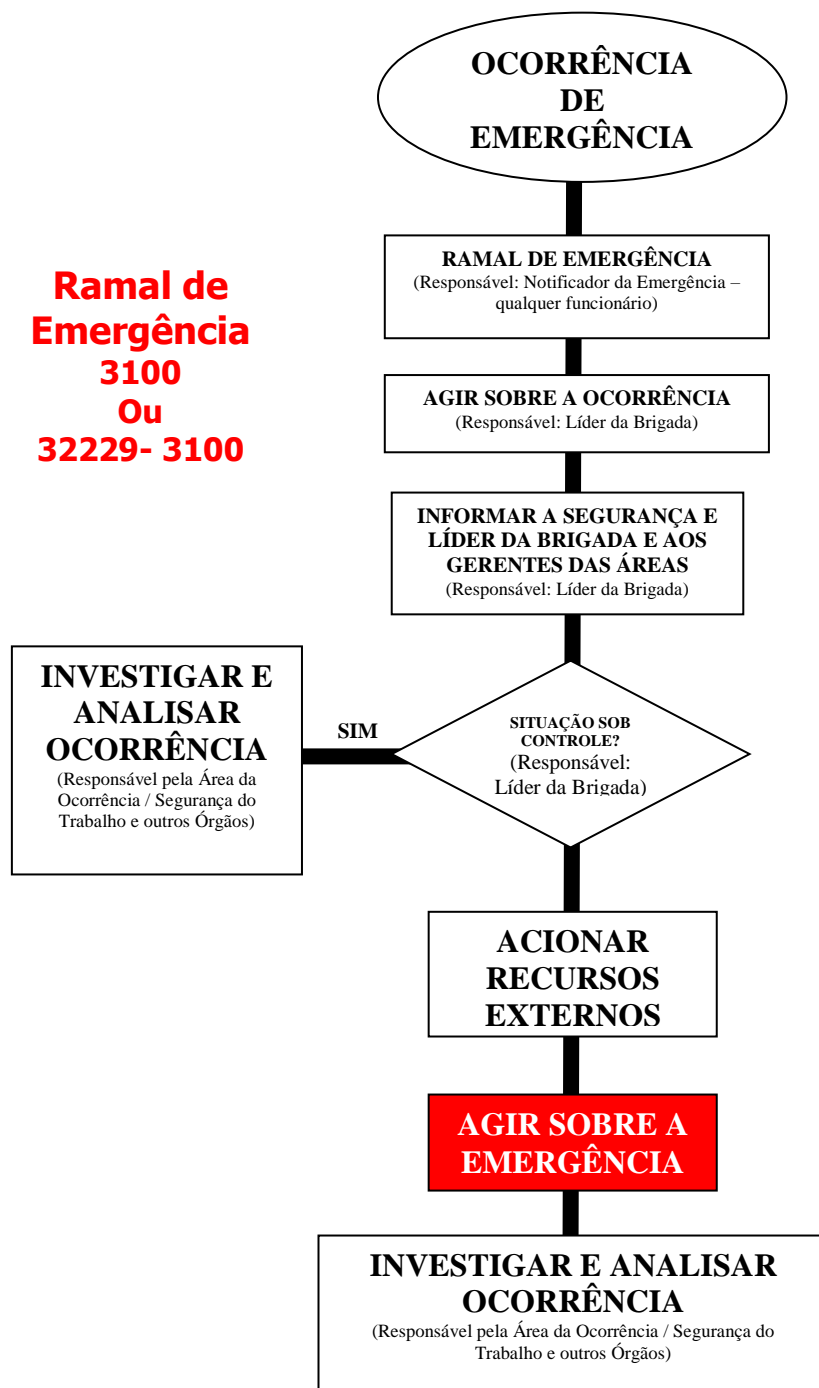 OCORRÊNCIA
DE
EMERGÊNCIA
RAMAL DE EMERGÊNCIA
(Responsável: Notificador da Emergência –
qualquer funcionário)
Ramal de
Emergência
3100
Ou
32229- 3100
AGIR SOBRE A OCORRÊNCIA
(Responsável: Líder da Brigada)
INFORMAR A SEGURANÇA E
LÍDER DA BRIGADA E AOS
GERENTES DAS ÁREAS
(Responsável: Líder da Brigada)
SITUAÇÃO SOB
CONTROLE?
(Responsável:
Líder da Brigada)
SIM
INVESTIGAR E
ANALISAR
OCORRÊNCIA
(Responsável pela Área da
Ocorrência / Segurança do
Trabalho e outros Órgãos)
ACIONAR
RECURSOS
EXTERNOS
AGIR SOBRE A
EMERGÊNCIA
INVESTIGAR E ANALISAR
OCORRÊNCIA
(Responsável pela Área da Ocorrência / Segurança do
Trabalho e outros Órgãos)